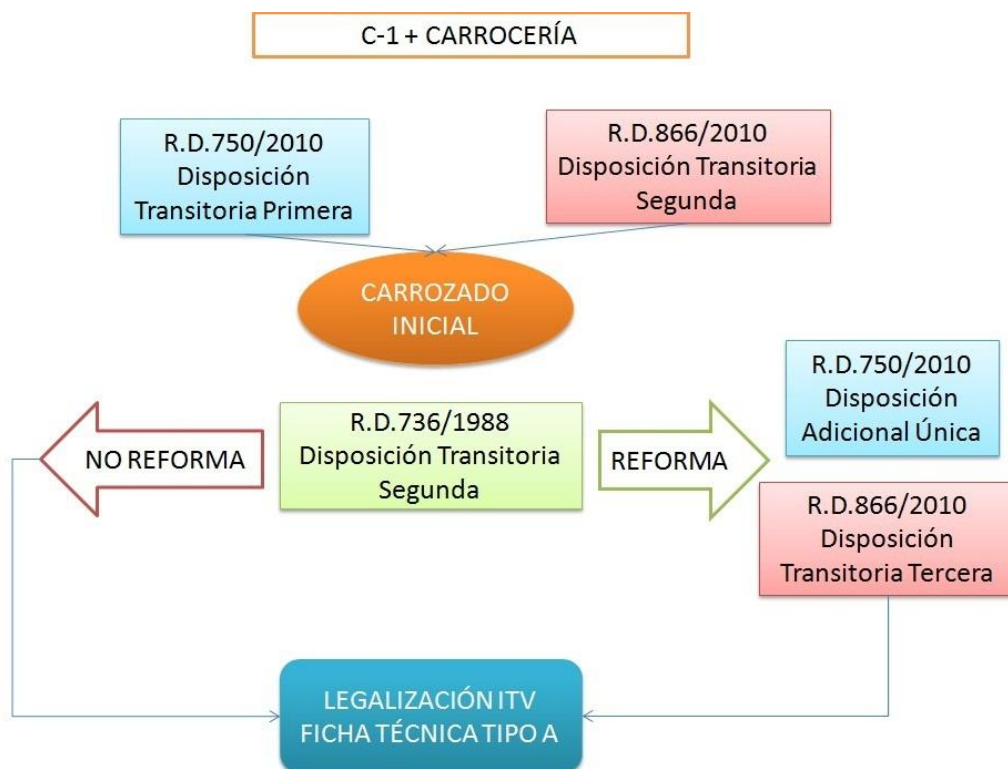 C-1 + CARROCERÍA
R.D.750/2010
Disposición
Transitoria Primera
R.D.866/2010
Disposición Transitoria
Segunda
CARROZADO
INICIAL
NO REFORMA
R.D.736/1988
Disposición Transitoria
Segunda
REFORMA
R.D.750/2010
Disposición
Adicional Única
R.D.866/2010
Disposición
Transitoria Tercera
LEGALIZACIÓN ITV
FICHA TÉCNICA TIPO A